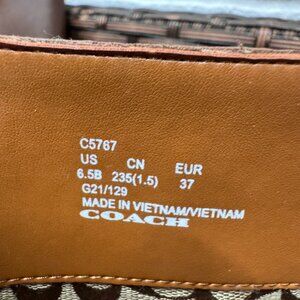 C5767
US CN EUR
6.5B 235(1.5) 37
G21/129
MADE IN VIETNAM/VIETNAM
COACH